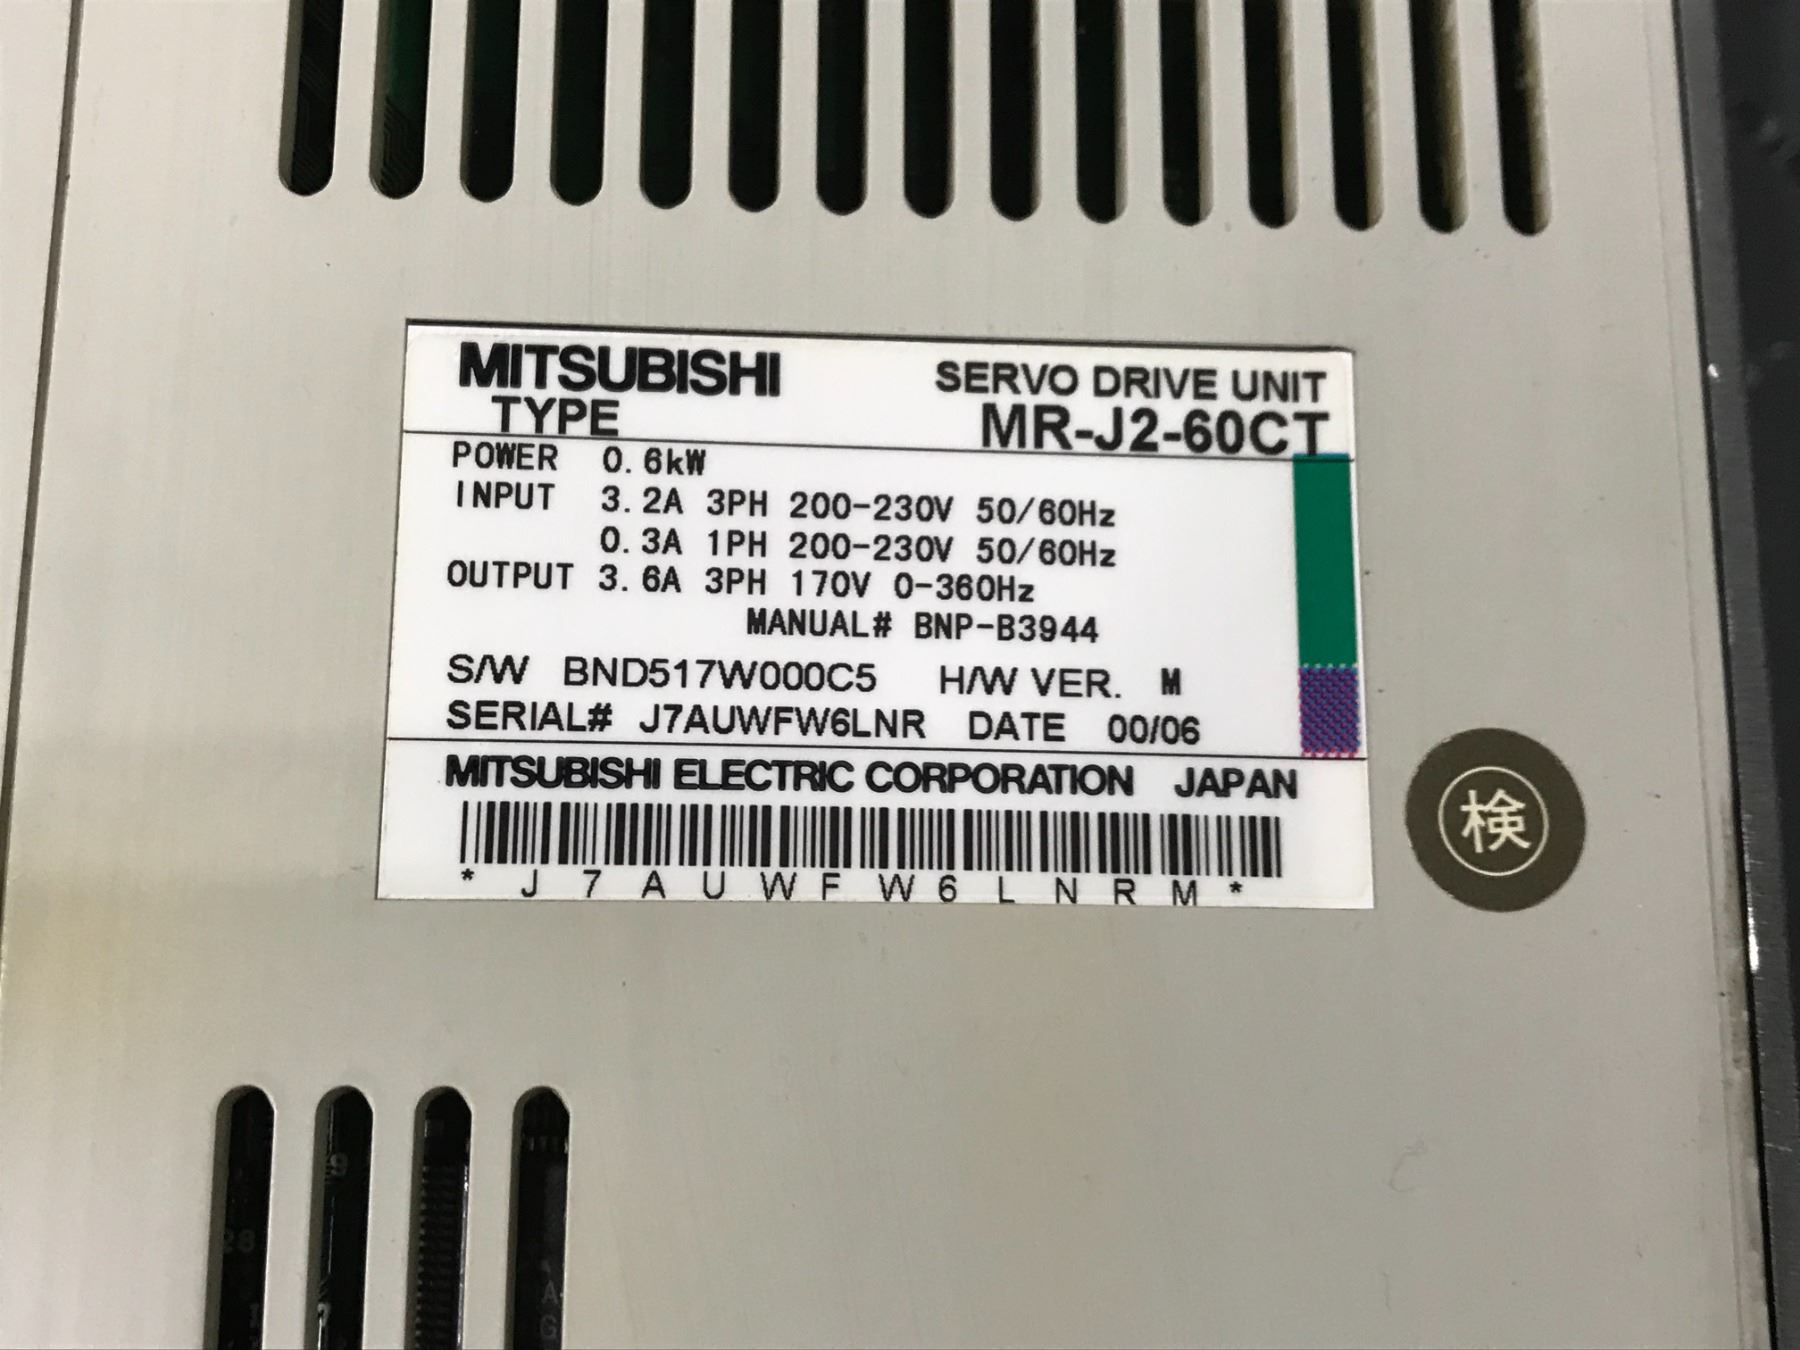 MITSUBISHI SERVO DRIVE UNIT
TYPE MR-J2-60CT
POWER 0.6kW
INPUT 3.2A 3PH 200-230V 50/60Hz
0.3A 1PH 200-230V 50/60Hz
OUTPUT 3.6A 3PH 170V 0-360Hz
MANUAL# BNP-B3944
S/W BND517W000C5 H/W VER. M
SERIAL# J7AUWFW6LNR DATE 00/06
MITSUBISHI ELECTRIC CORPORATION JAPAN
* J 7 A U W F W 6 L N R M *
検